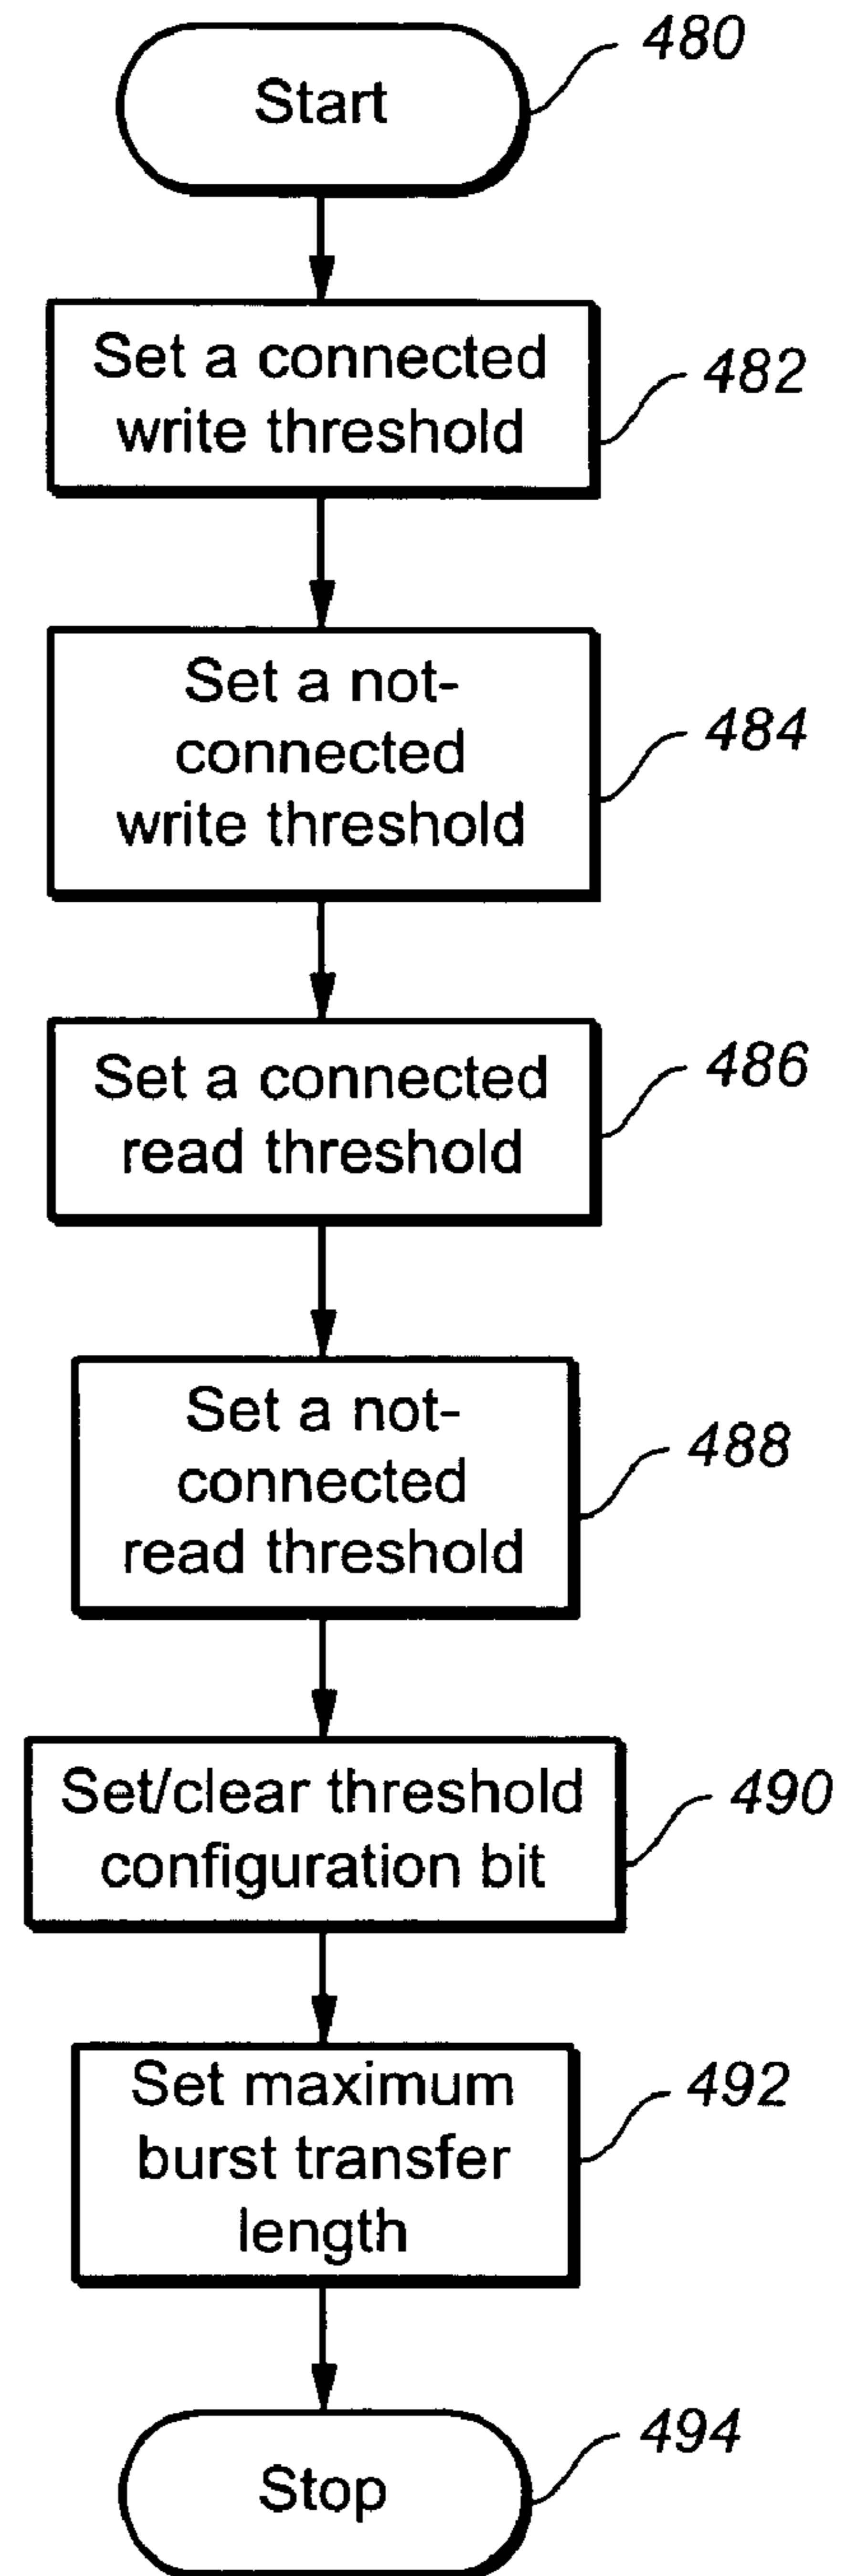 480
Start
Set a connected
write threshold
482
Set a not-
connected
write threshold
484
Set a connected
read threshold
486
Set a not-
connected
read threshold
488
Set/clear threshold
configuration bit
490
Set maximum
burst transfer
length
492
Stop
494